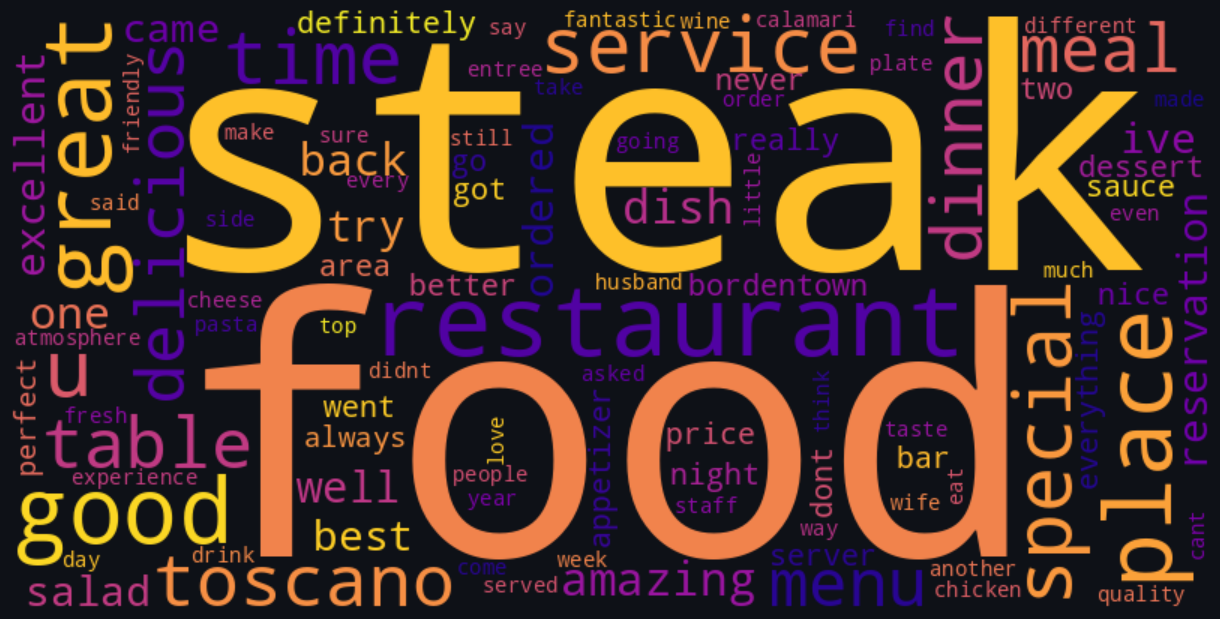 steak
food
restaurant
great
delicious
time
service
dinner
meal
special
place
good
table
toscano
menu
amazing
came
definitely
say
fantastic
wine
calamari
find
different
excellent
friendly
entree
take
never
order
plate
two
made
make
sure
still
going
really
ive
back
every
go
got
little
dessert
sauce
said
side
try
ordered
dish
even
area
better
husband
bordentown
much
nice
reservation
one
cheese
pasta
top
atmosphere
u
didnt
asked
think
everything
perfect
fresh
went
always
love
people
year
appetizer
price
night
staff
dont
taste
bar
wife
eat
experience
well
best
way
cant
day
drink
come
week
server
another
salad
served
chicken
quality